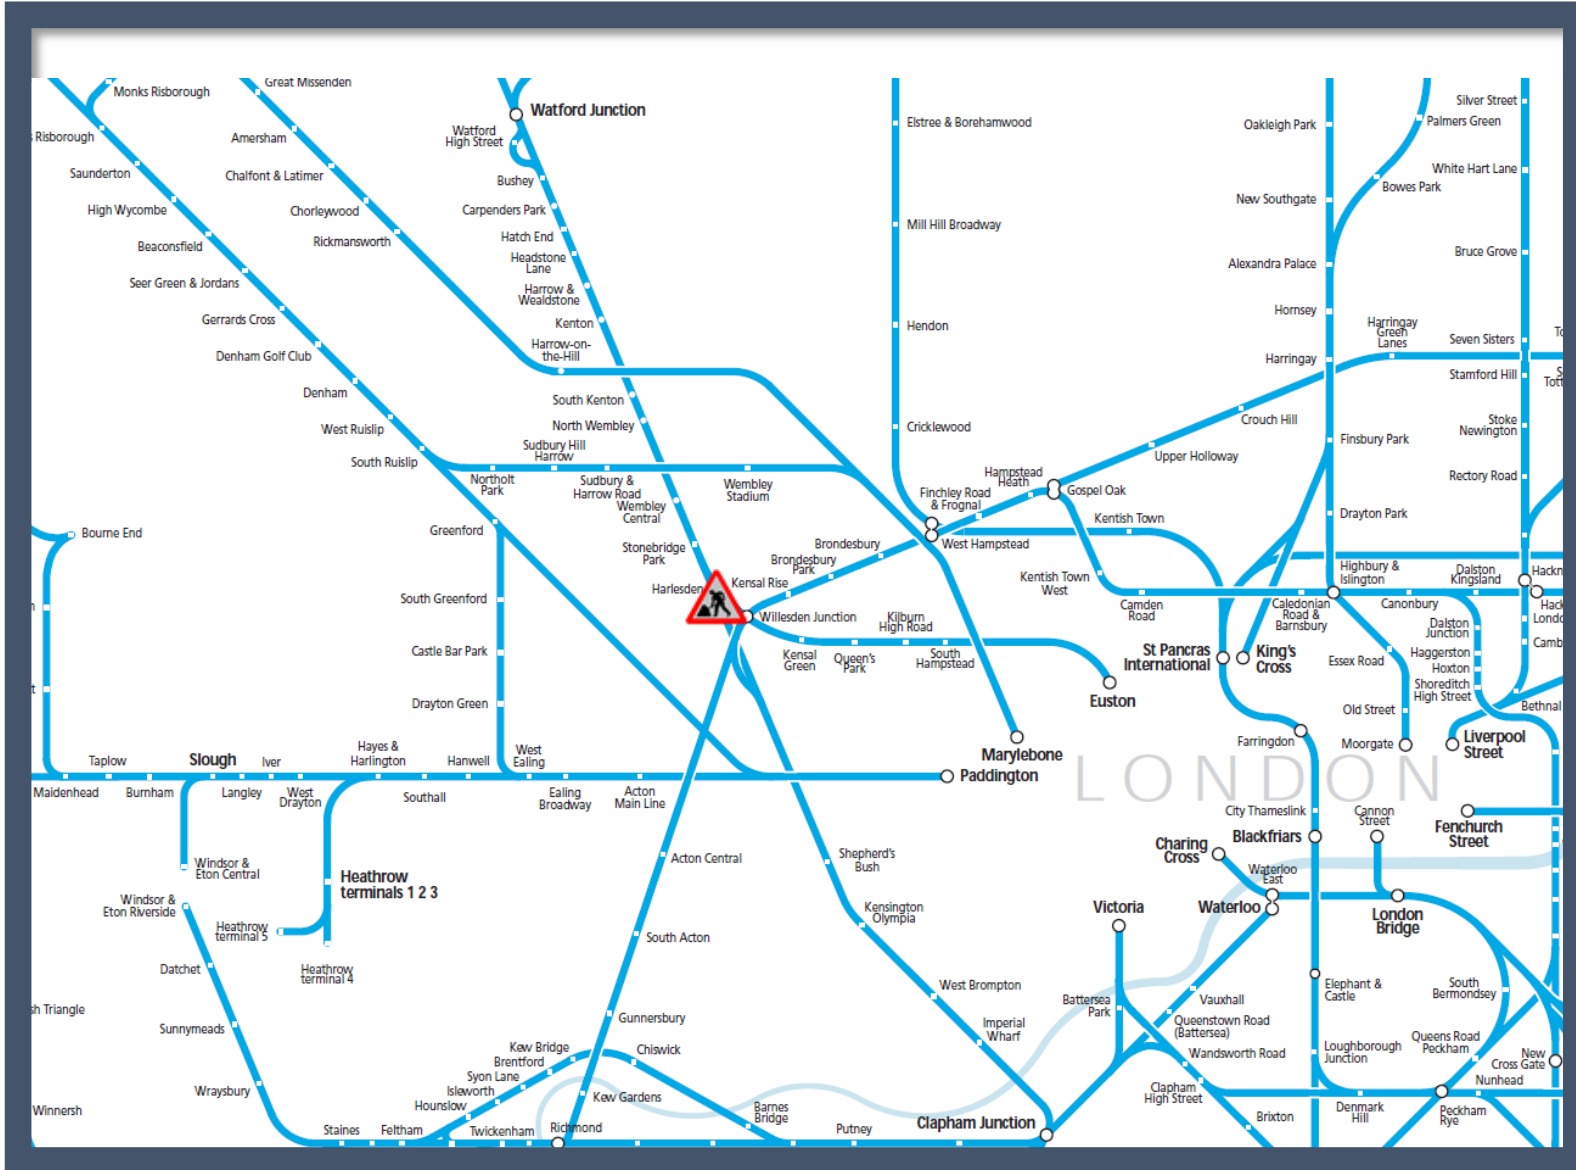 Monks Risborough
Risborough
Saunterton
High Wycombe
Beaconsfield
Seer Green & Jordans
Gerrards Cross
Denham Golf Club
Denham
West Ruislip
South Ruislip
Great Missenden
Amersham
Chalfont & Latimer
Chorleywood
Rickmansworth
Harrow-on-
the-Hill
Watford Junction
Watford
High Street
Bushey
Carpenders Park
Hatch End
Headstone
Lane
Harrow &
Wealdstone
Kenton
South Kenton
North Wembley
Wembley
Central
Stonebridge
Park
Harlesden
Northolt
Park
Sudbury Hill
Harrow
Sudbury &
Harrow Road
Wembley
Stadium
Elstree & Borehamwood
Mill Hill Broadway
Hendon
Cricklewood
Oakleigh Park
New Southgate
Alexandra Palace
Hornsey
Harringay
Finsbury Park
Drayton Park
Highbury &
Islington
Palmers Green
Bowes Park
Silver Street
White Hart Lane
Bruce Grove
Seven Sisters
Stamford Hill
Stoke
Newington
Rectory Road
Harringay
Green
Lanes
Crouch Hill
Upper Holloway
Gospel Oak
Hampstead
Heath
Finchley Road
& Frognal
West Hampstead
Brondesbury
Brondesbury
Park
Kensal Rise
Willesden Junction
Kentish Town
Kentish Town
West
Camden
Road
Caledonian
Road &
Barnsbury
Canonbury
Dalston
Kingsland
Hackn
Hack
Londo
Camb
Dalston
Junction
Haggerston
Hoxton
Shoreditch
High Street
Bethnal
Essex Road
Old Street
Moorgate
Liverpool
Street
St Pancras
International
King's
Cross
Kensal
Green
Queen's
Park
Kilburn
High Road
South
Hampstead
Euston
Marylebone
Paddington
LONDON
Bourne End
Greenford
South Greenford
Castle Bar Park
Drayton Green
Maidenhead
Taplow
Burnham
Slough
Langley
Iver
West
Drayton
Hayes &
Harlington
Southall
Hanwell
West
Ealing
Ealing
Broadway
Acton
Main Line
Windsor &
Eton Central
Windsor &
Eton Riverside
Heathrow
terminals 1 2 3
Heathrow
terminal 5
Heathrow
terminal 4
Datchet
Sunnymeads
Wraysbury
sh Triangle
Winnersh
Staines
Feltham
Hounslow
Isleworth
Syon Lane
Brentford
Kew Bridge
Chiswick
Twickenham
Richmond
Kew Gardens
Gunnersbury
South Acton
Acton Central
Barnes
Bridge
Putney
Clapham Junction
Shepherd's
Bush
Kensington
Olympia
West Brompton
Imperial
Wharf
Farringdon
City Thameslink
Blackfriars
Cannon
Street
Fenchurch
Street
Charing
Cross
Waterloo
East
Waterloo
London
Bridge
Victoria
Battersea
Park
Vauxhall
Queenstown Road
(Battersea)
Wandsworth Road
Clapham
High Street
Brixton
Elephant &
Castle
Loughborough
Junction
South
Bermondsey
Queens Road
Peckham
New
Cross Gate
Nunhead
Denmark
Hill
Peckham
Rye